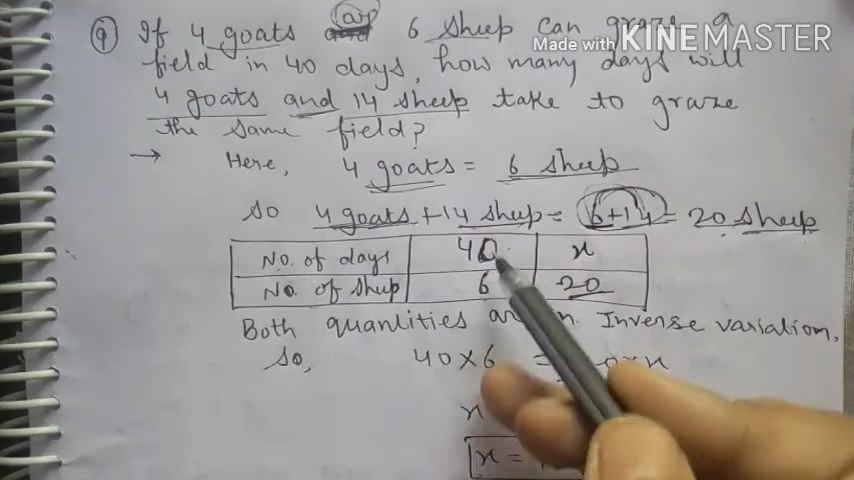 9 If 4 goats or 6 sheep can graze a
Made with KINEMASTER
field in 40 days, how many days will
4 goats and 14 sheep take to graze
the same field?
→ Here, 4 goats = 6 sheep
so 4 goats + 14 sheep = 6+14 = 20 sheep
No. of days 40 x
No. of sheep 6 20
Both quantities are in Inverse variation.
so, 40 × 6 = × x
x
x =